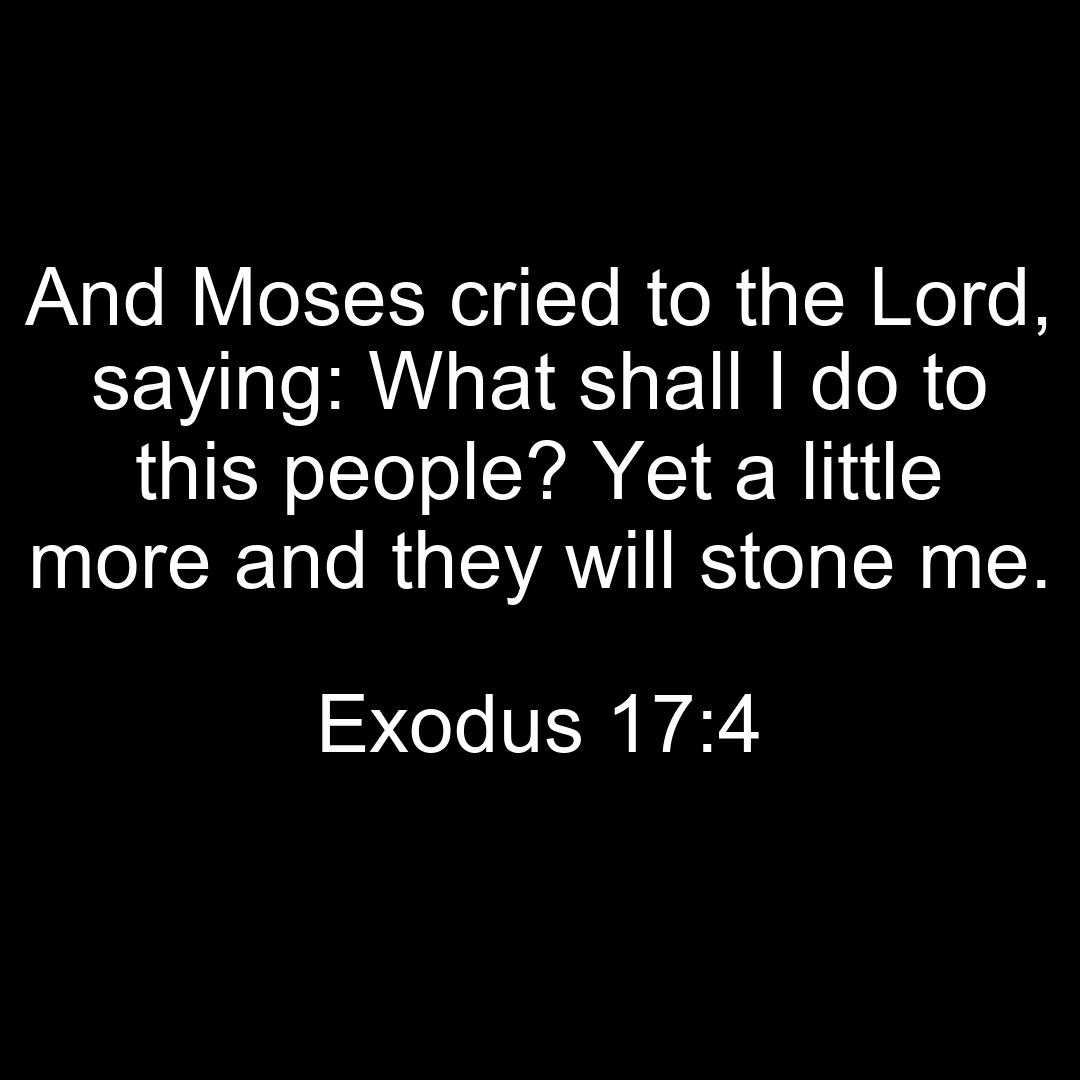 And Moses cried to the Lord,
saying: What shall I do to
this people? Yet a little
more and they will stone me.
Exodus 17:4